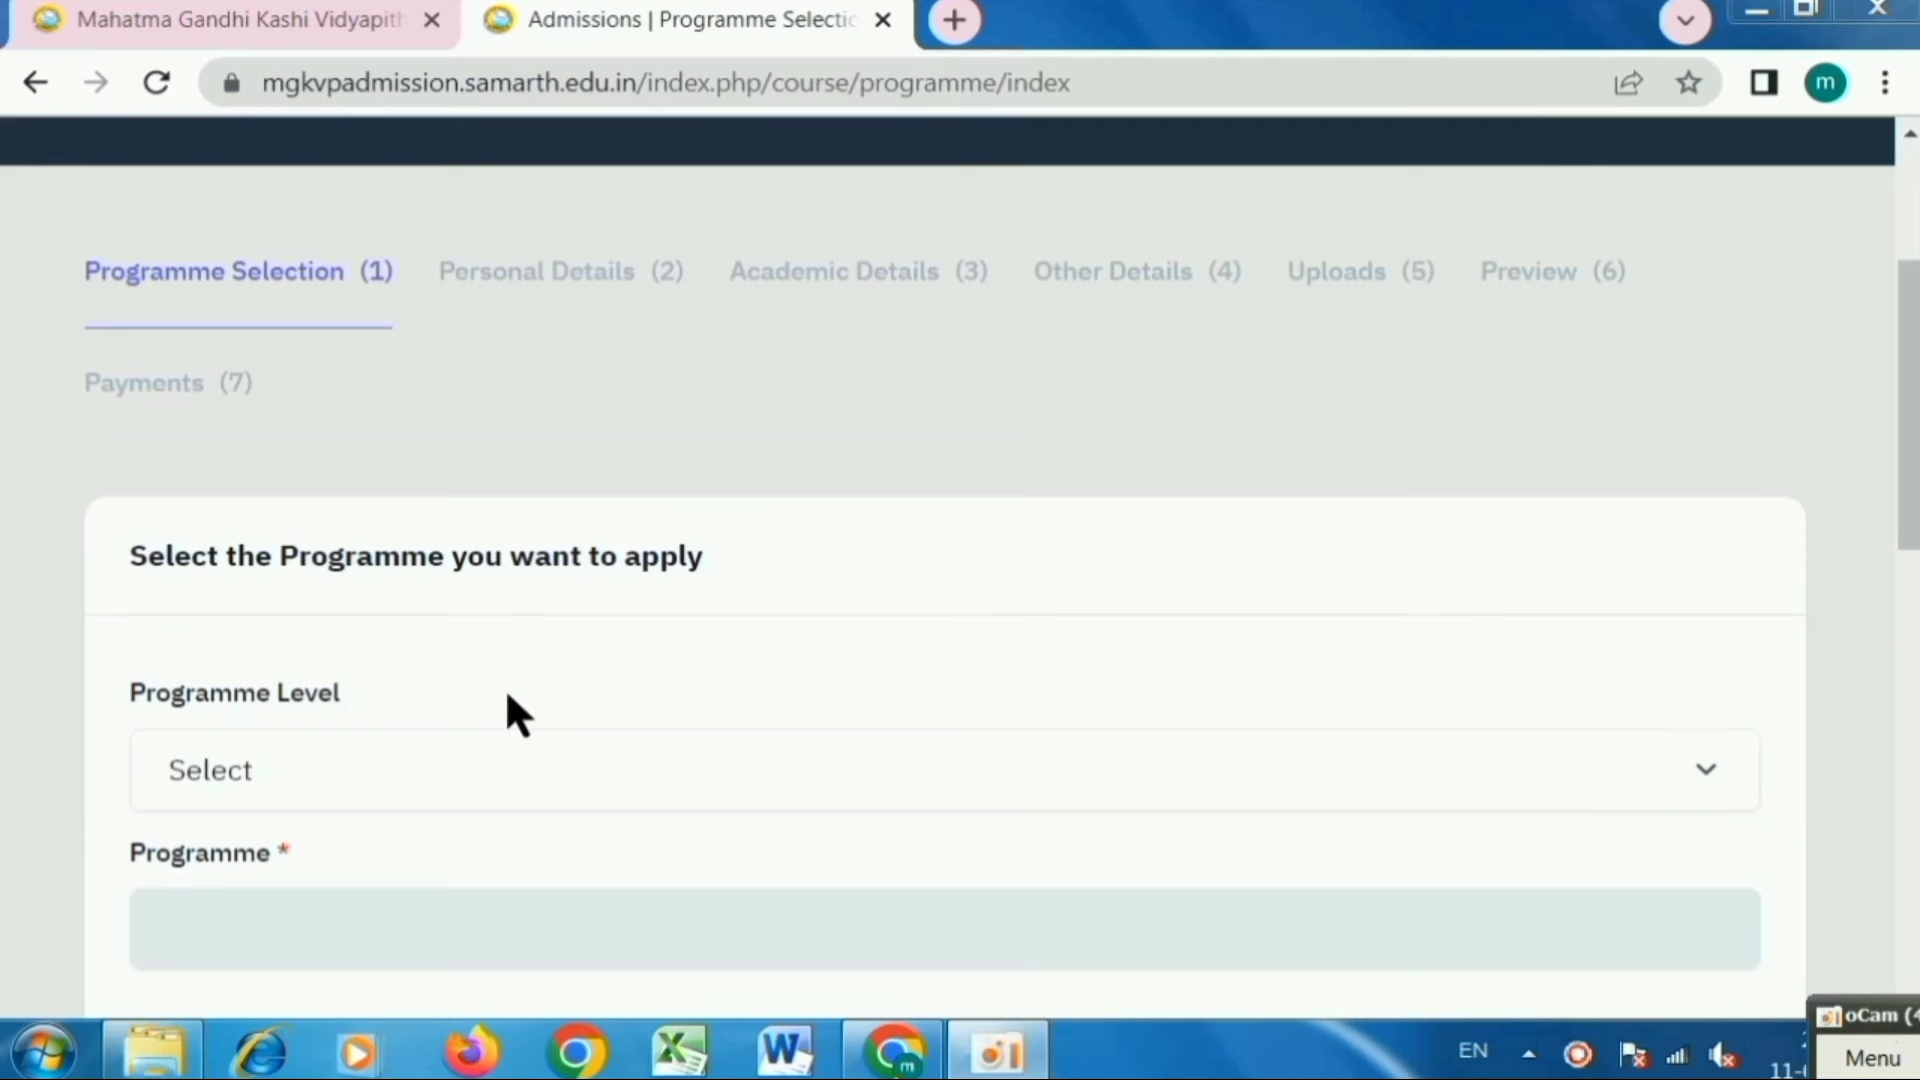 Mahatma Gandhi Kashi Vidyapith
Admissions | Programme Selectio
mgkvpadmission.samarth.edu.in/index.php/course/programme/index
m
Programme Selection (1)
Personal Details (2)
Academic Details (3)
Other Details (4)
Uploads (5)
Preview (6)
Payments (7)
Select the Programme you want to apply
Programme Level
Select
Programme *
oCam (
EN
Menu